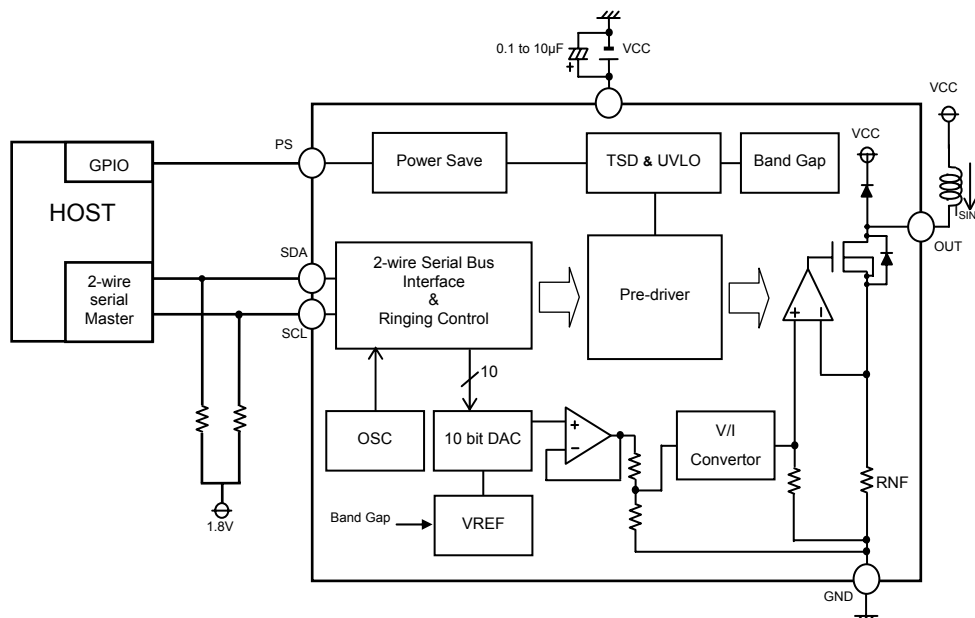 0.1 to 10µF
VCC
+
VCC
VCC
PS
GPIO
Power Save
TSD & UVLO
Band Gap
HOST
SIN
OUT
SDA
2-wire
serial
Master
2-wire Serial Bus
Interface
&
Ringing Control
Pre-driver
SCL
+
-
10
OSC
10 bit DAC
+
-
V/I
Convertor
RNF
1.8V
Band Gap
VREF
GND